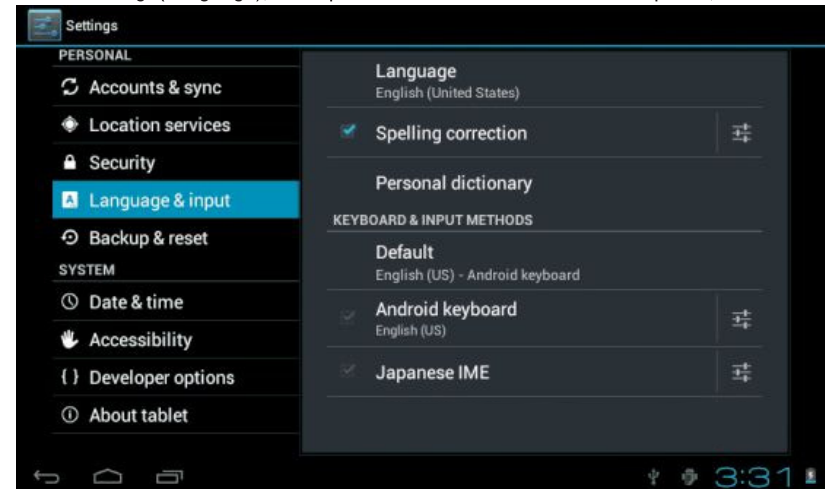 Settings
PERSONAL
Accounts & sync
Location services
Security
Language & input
Backup & reset
SYSTEM
Date & time
Accessibility
{ } Developer options
About tablet
Language
English (United States)
Spelling correction
Personal dictionary
KEYBOARD & INPUT METHODS
Default
English (US) - Android keyboard
Android keyboard
English (US)
Japanese IME
3:31